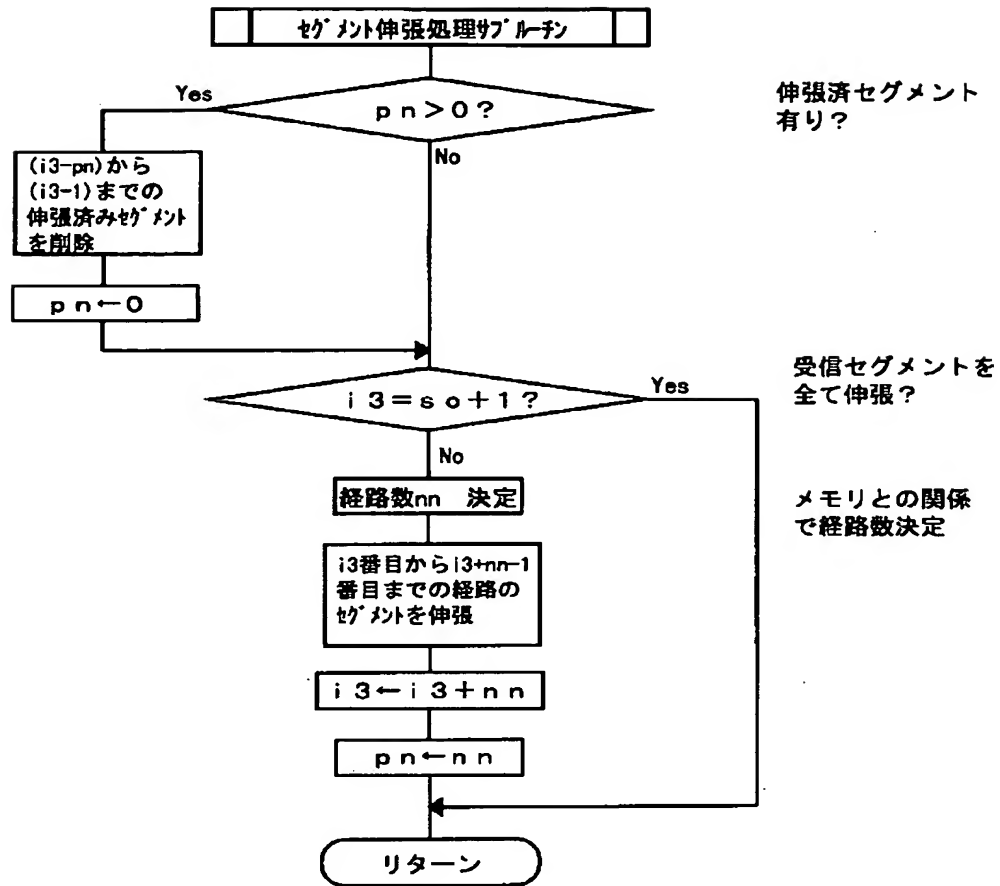 ｾｸﾞﾒﾝﾄ伸張処理ｻﾌﾞﾙｰﾁﾝ
Yes
ｐｎ＞０？
伸張済セグメント
有り？
No
(i3-pn)から
(i3-1)までの
伸張済みｾｸﾞﾒﾝﾄ
を削除
ｐｎ←０
受信セグメントを
全て伸張？
ｉ３＝ｓｏ＋１？
Yes
No
経路数nn 決定
メモリとの関係
で経路数決定
i3番目からi3+nn-1
番目までの経路の
ｾｸﾞﾒﾝﾄを伸張
ｉ３←ｉ３＋ｎｎ
ｐｎ←ｎｎ
リターン